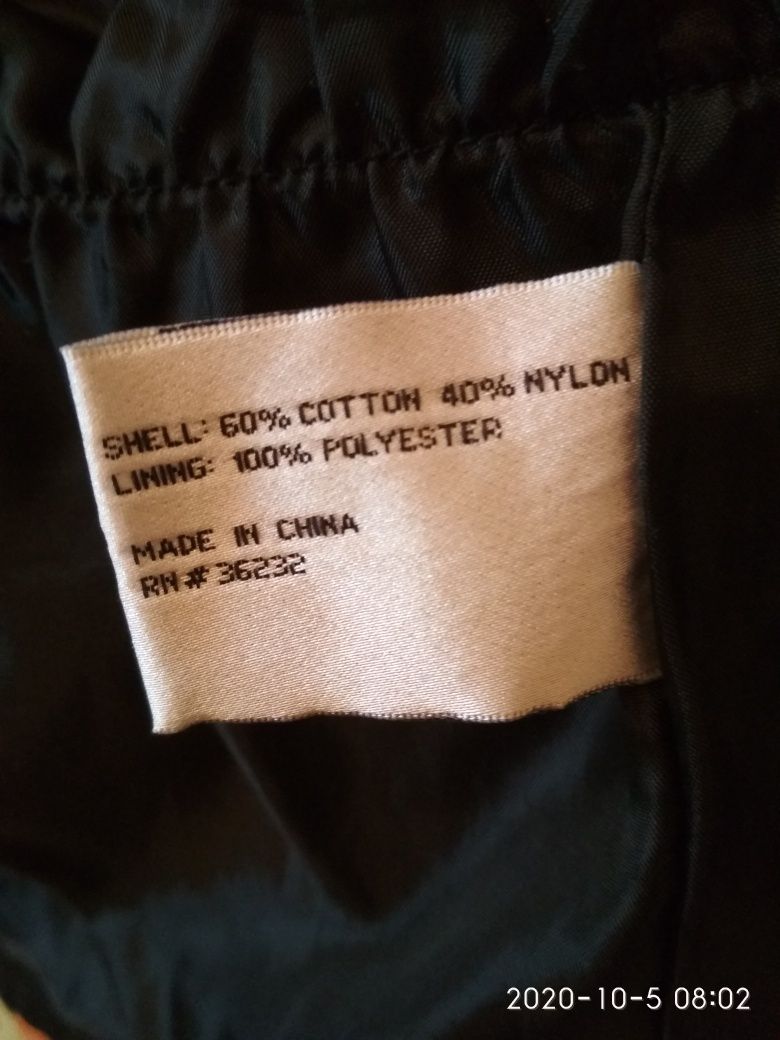 SHELL: 60% COTTON 40% NYLON
LINING: 100% POLYESTER
MADE IN CHINA
RN# 36232
2020-10-5 08:02